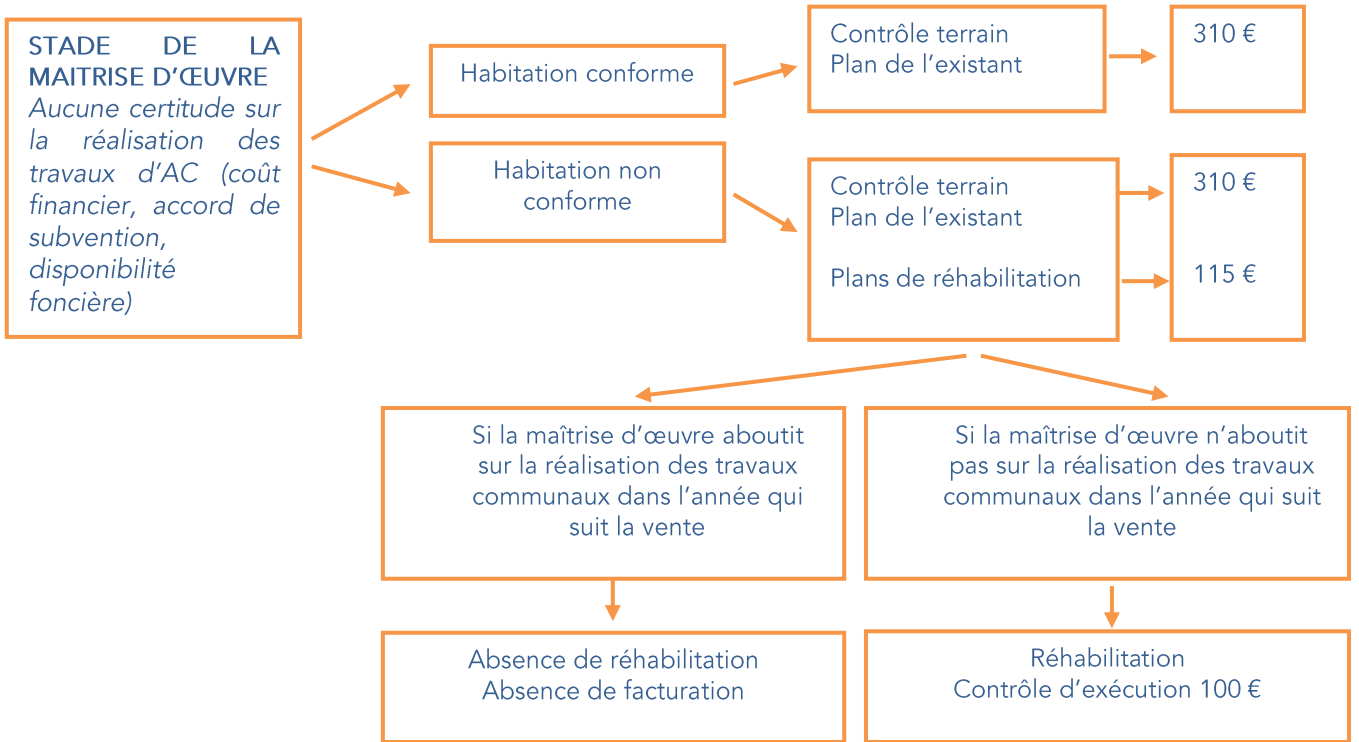 STADE DE LA
MAITRISE D'ŒUVRE
Aucune certitude sur
la réalisation des
travaux d'AC (coût
financier, accord de
subvention,
disponibilité
foncière)
Habitation conforme
Contrôle terrain
Plan de l'existant
310 €
Habitation non
conforme
Contrôle terrain
Plan de l'existant
310 €
Plans de réhabilitation
115 €
Si la maîtrise d'œuvre aboutit
sur la réalisation des travaux
communaux dans l'année qui
suit la vente
Si la maîtrise d'œuvre n'aboutit
pas sur la réalisation des travaux
communaux dans l'année qui suit
la vente
Absence de réhabilitation
Absence de facturation
Réhabilitation
Contrôle d'exécution 100 €